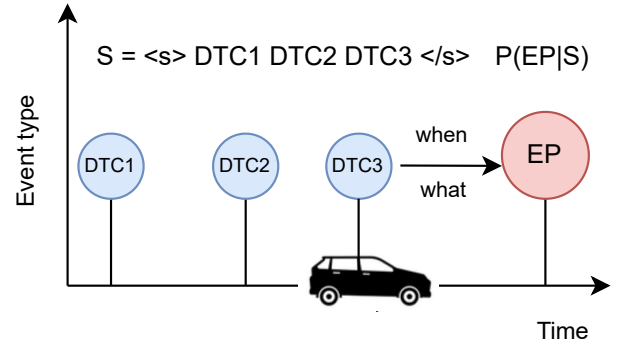 S = <s> DTC1 DTC2 DTC3 </s> P(EP|S)
Event type
DTC1
DTC2
DTC3
when
what
EP
Time